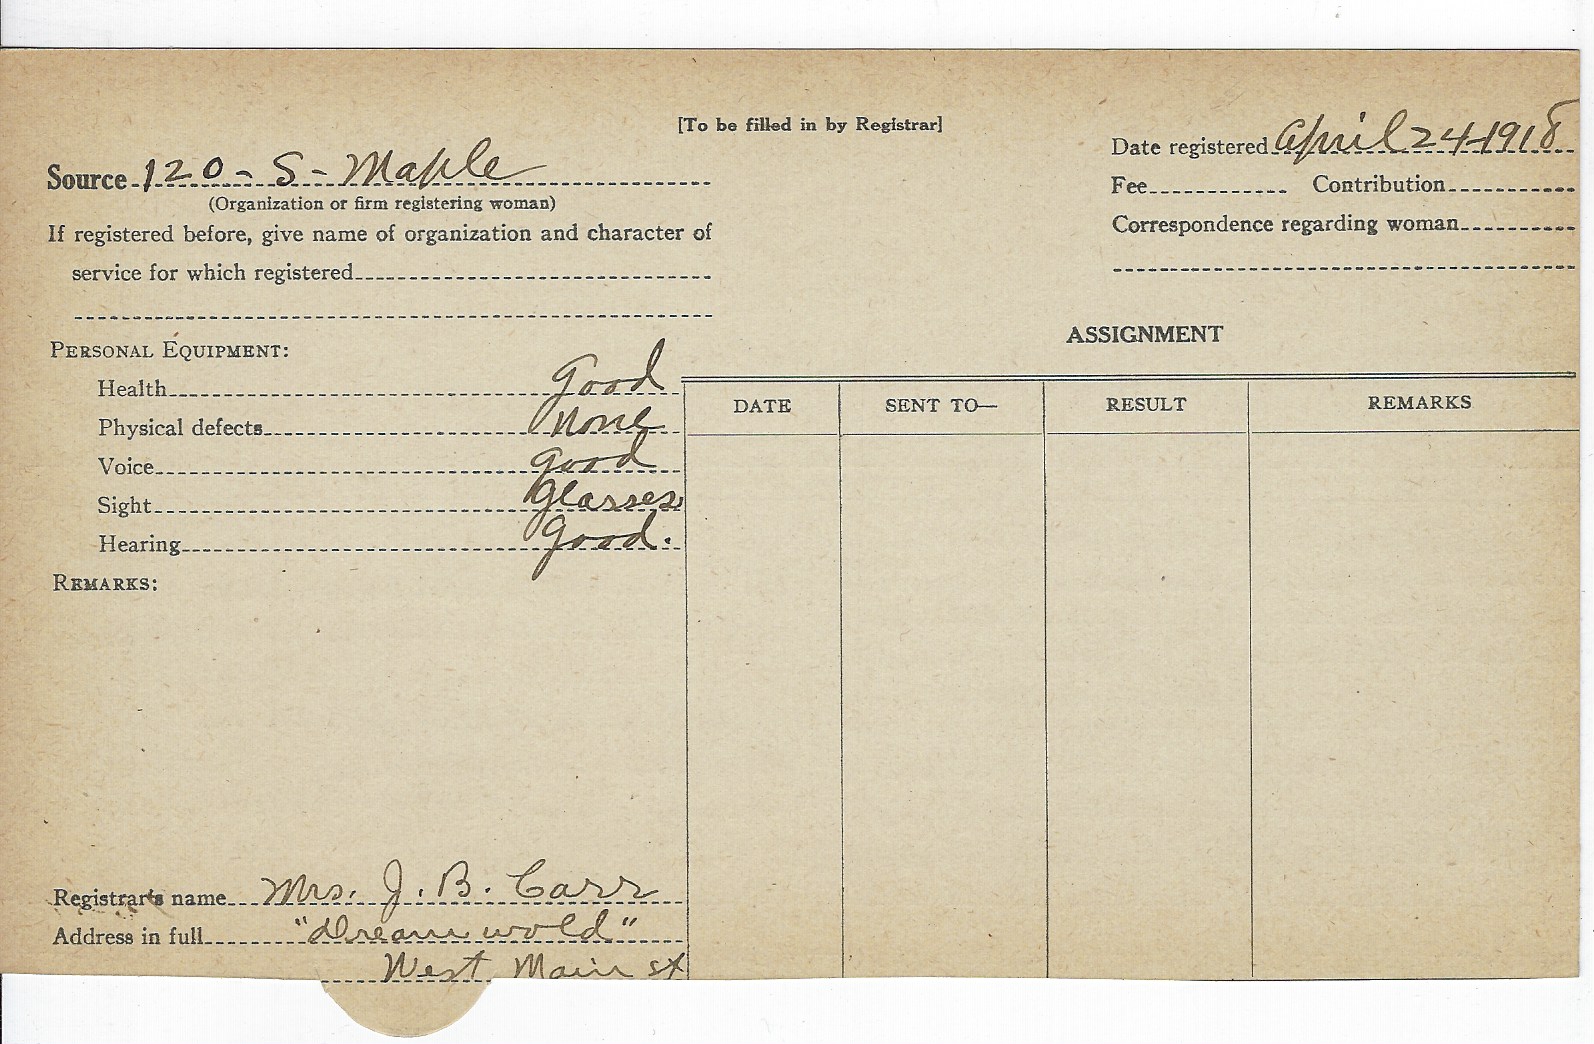 [To be filled in by Registrar]
Source 120 - S - Maple
(Organization or firm registering woman)
If registered before, give name of organization and character of
service for which registered
Date registered April 24-1918
Fee Contribution
Correspondence regarding woman
PERSONAL EQUIPMENT:
Health Good
Physical defects None
Voice Good
Sight Glasses
Hearing Good.
REMARKS:
ASSIGNMENT
DATE SENT TO— RESULT REMARKS
Registrar's name Mrs. J. B. Carr
Address in full "Dreamwold"
West Main St